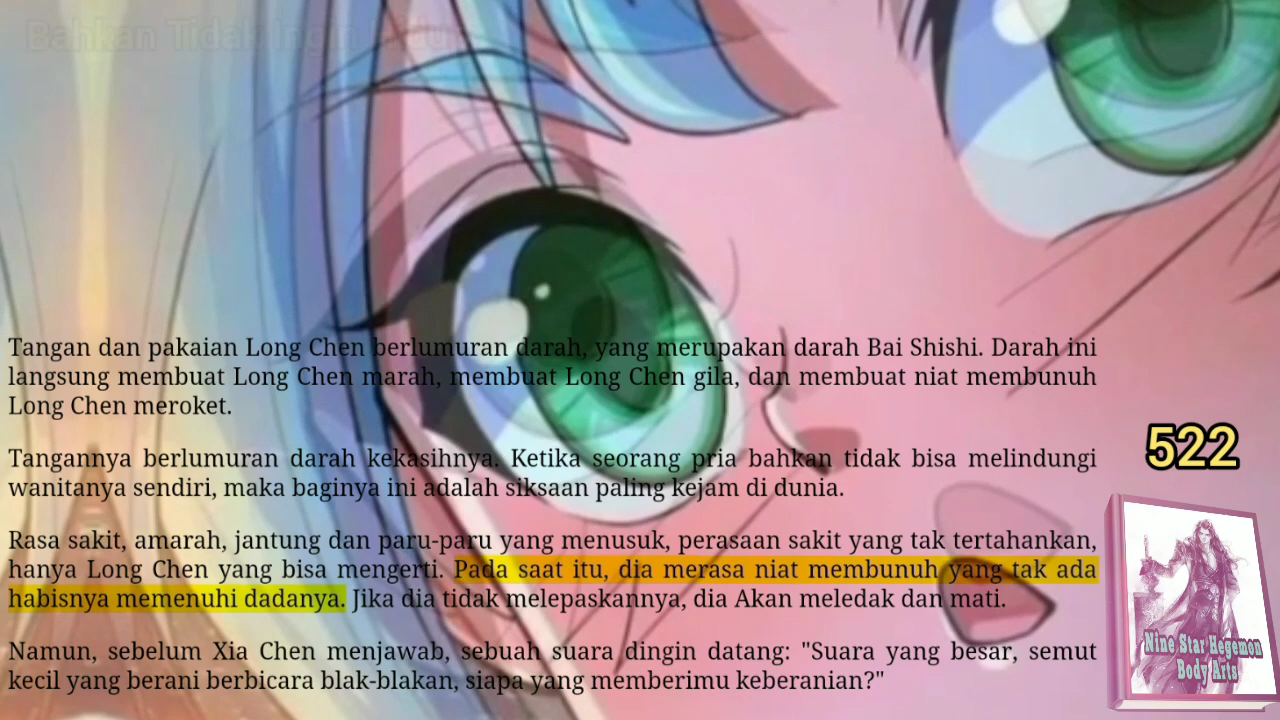 Bahkan Tidak Ingin
Tangan dan pakaian Long Chen berlumuran darah, yang merupakan darah Bai Shishi. Darah ini
langsung membuat Long Chen marah, membuat Long Chen gila, dan membuat niat membunuh
Long Chen meroket.
Tangannya berlumuran darah kekasihnya. Ketika seorang pria bahkan tidak bisa melindungi
wanitanya sendiri, maka baginya ini adalah siksaan paling kejam di dunia.
Rasa sakit, amarah, jantung dan paru-paru yang menusuk, perasaan sakit yang tak tertahankan,
hanya Long Chen yang bisa mengerti. Pada saat itu, dia merasa niat membunuh yang tak ada
habisnya memenuhi dadanya. Jika dia tidak melepaskannya, dia Akan meledak dan mati.
Namun, sebelum Xia Chen menjawab, sebuah suara dingin datang: "Suara yang besar, semut
kecil yang berani berbicara blak-blakan, siapa yang memberimu keberanian?"
522
Nine Star Hegemon
Body Arts